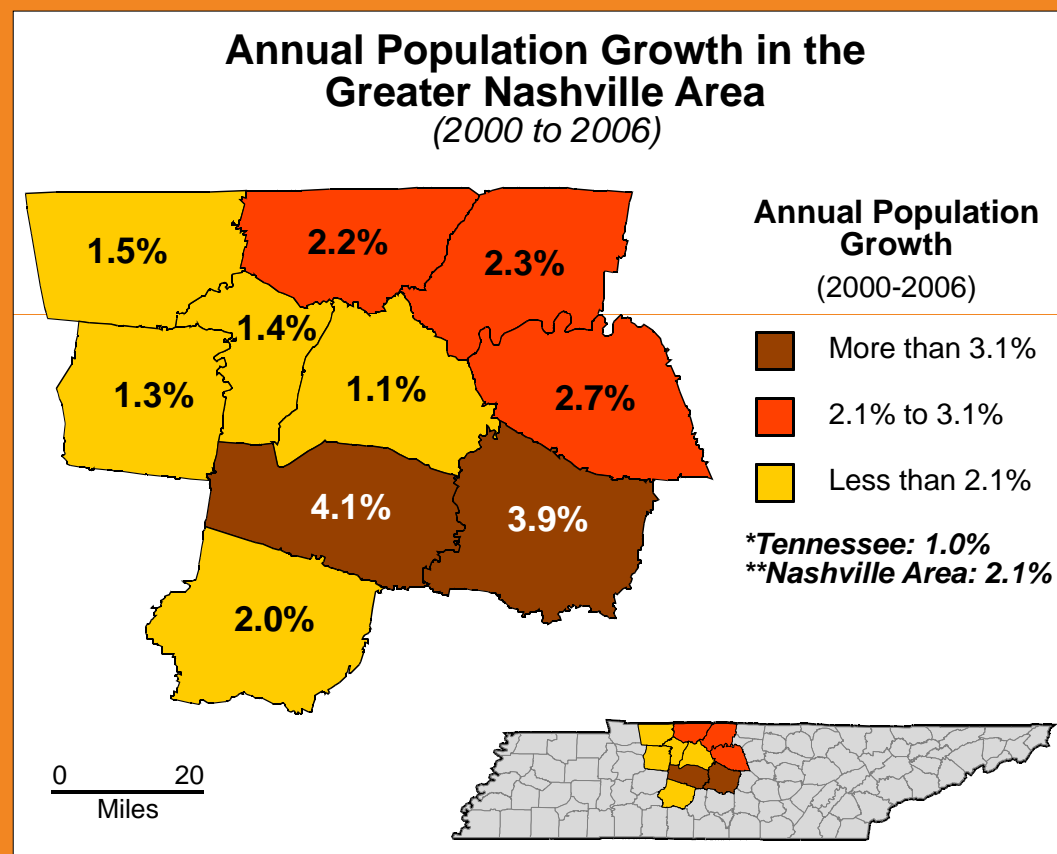 Annual Population Growth in the
Greater Nashville Area
(2000 to 2006)
1.5%
2.2%
2.3%
1.4%
1.3%
1.1%
2.7%
4.1%
3.9%
2.0%
Annual Population
Growth
(2000-2006)
More than 3.1%
2.1% to 3.1%
Less than 2.1%
*Tennessee: 1.0%
**Nashville Area: 2.1%
0 20
Miles